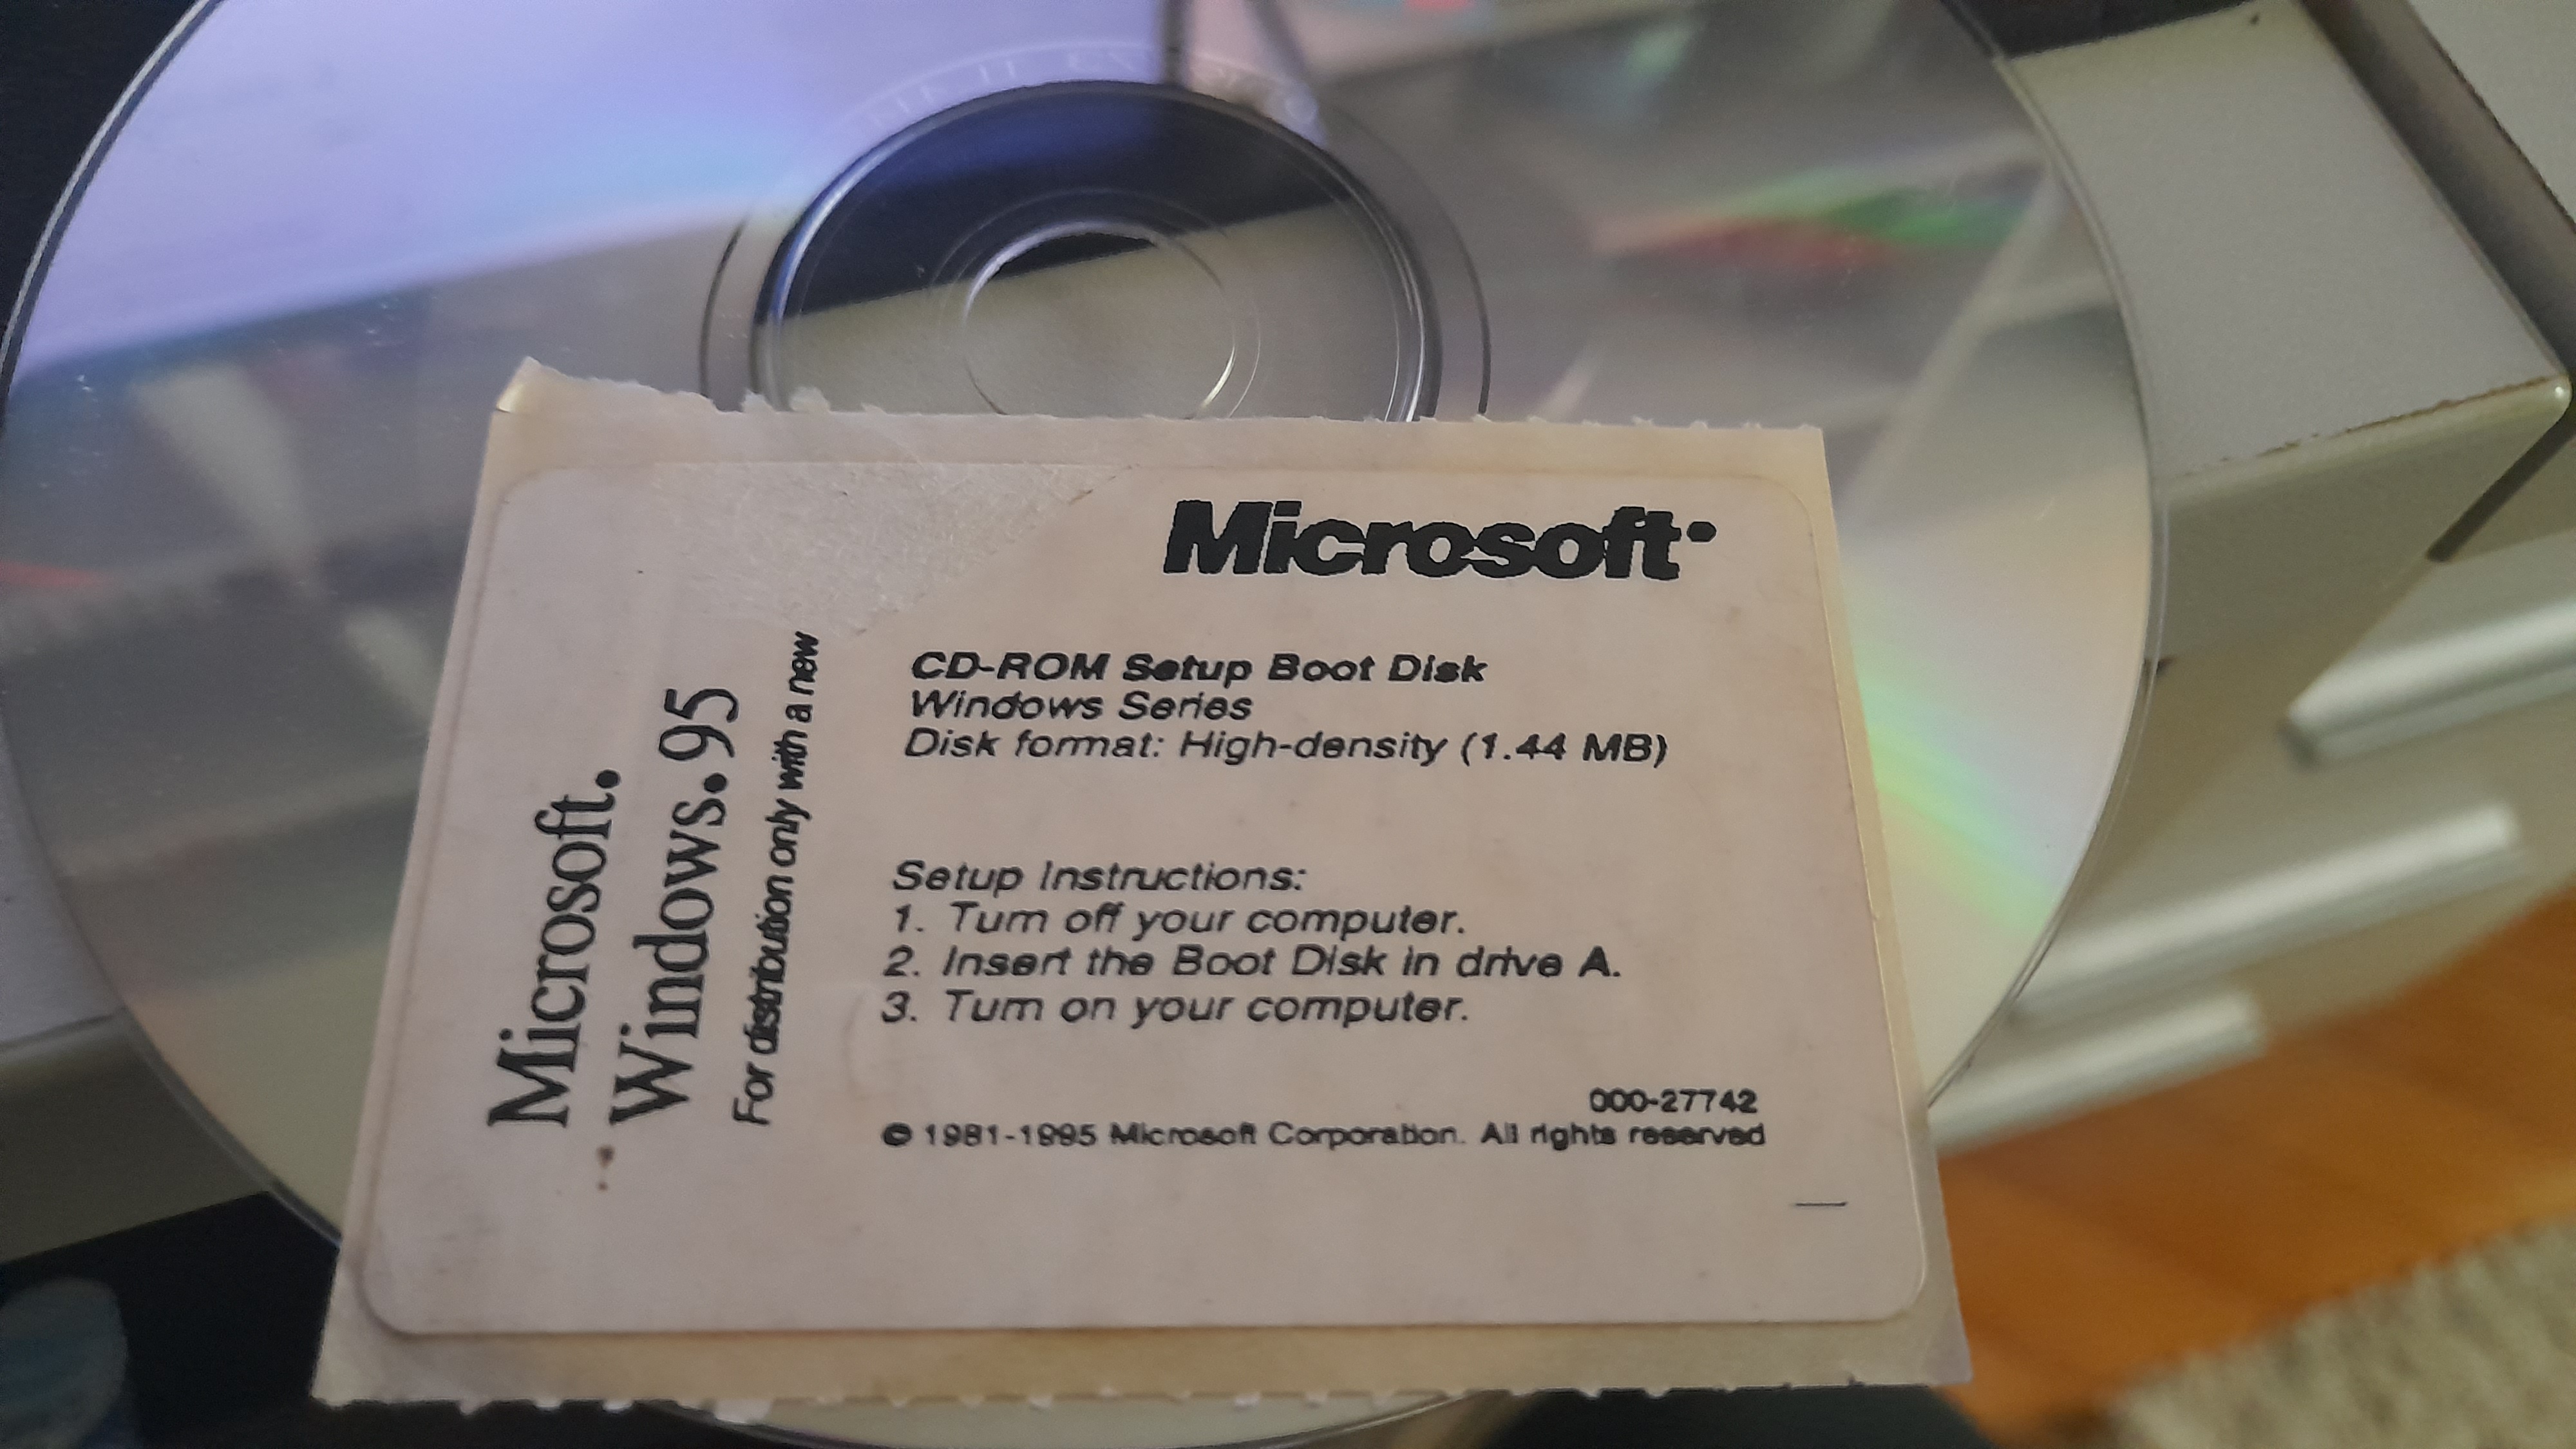 Microsoft
CD-ROM Setup Boot Disk
Windows Series
Disk format: High-density (1.44 MB)
Setup Instructions:
1. Turn off your computer.
2. Insert the Boot Disk in drive A.
3. Turn on your computer.
000-27742
© 1981-1995 Microsoft Corporation. All rights reserved
Microsoft.
Windows.95
For distribution only with a new